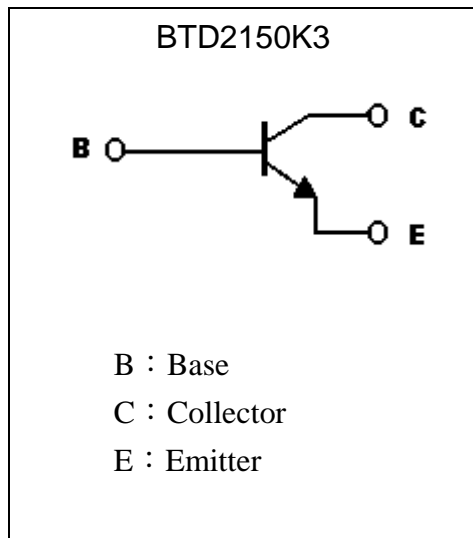 BTD2150K3
C
B
E
B：Base
C：Collector
E：Emitter